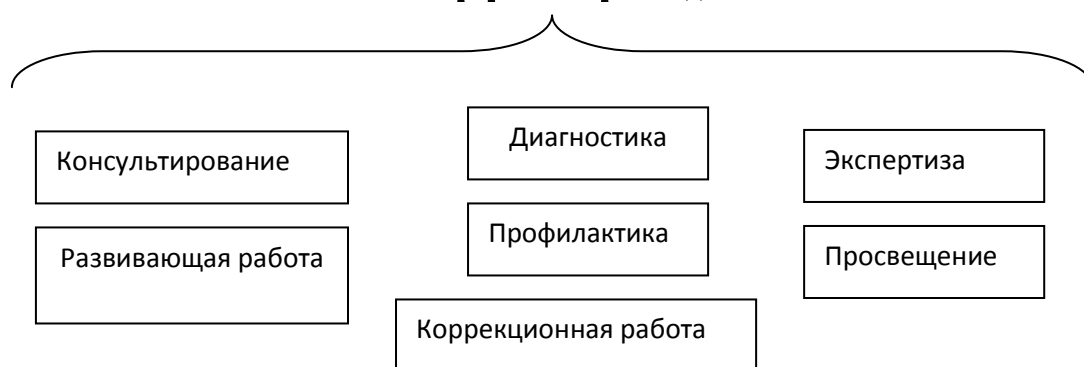 Консультирование
Диагностика
Экспертиза
Развивающая работа
Профилактика
Просвещение
Коррекционная работа